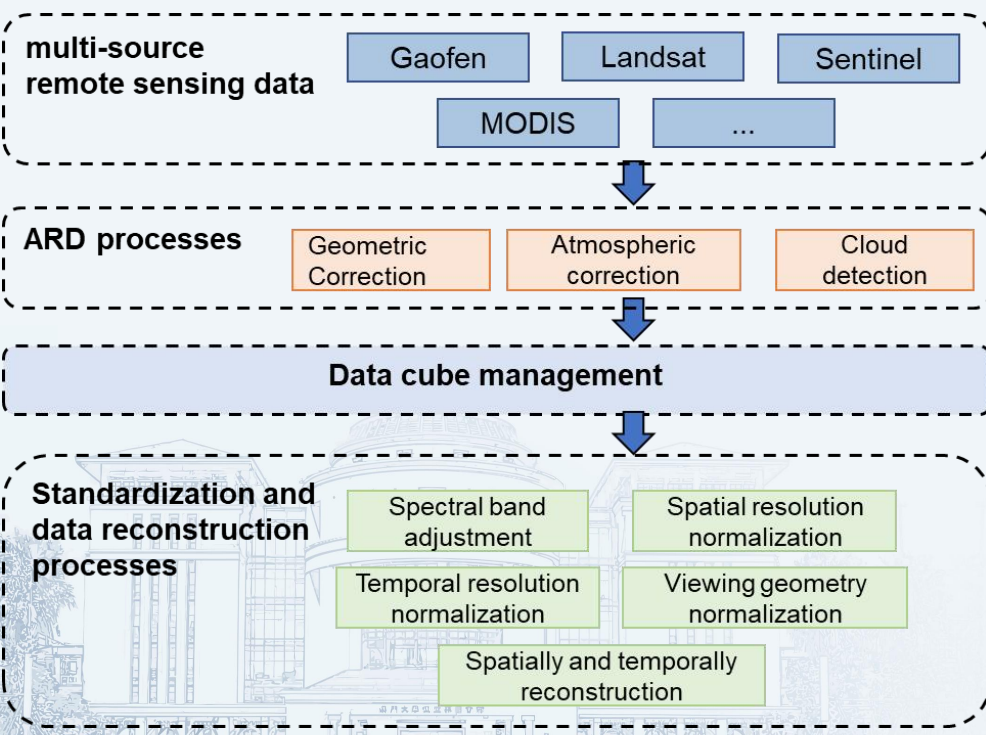 multi-source
remote sensing data
Gaofen
Landsat
Sentinel
MODIS
...
ARD processes
Geometric
Correction
Atmospheric
correction
Cloud
detection
Data cube management
Standardization and
data reconstruction
processes
Spectral band
adjustment
Spatial resolution
normalization
Temporal resolution
normalization
Viewing geometry
normalization
Spatially and temporally
reconstruction